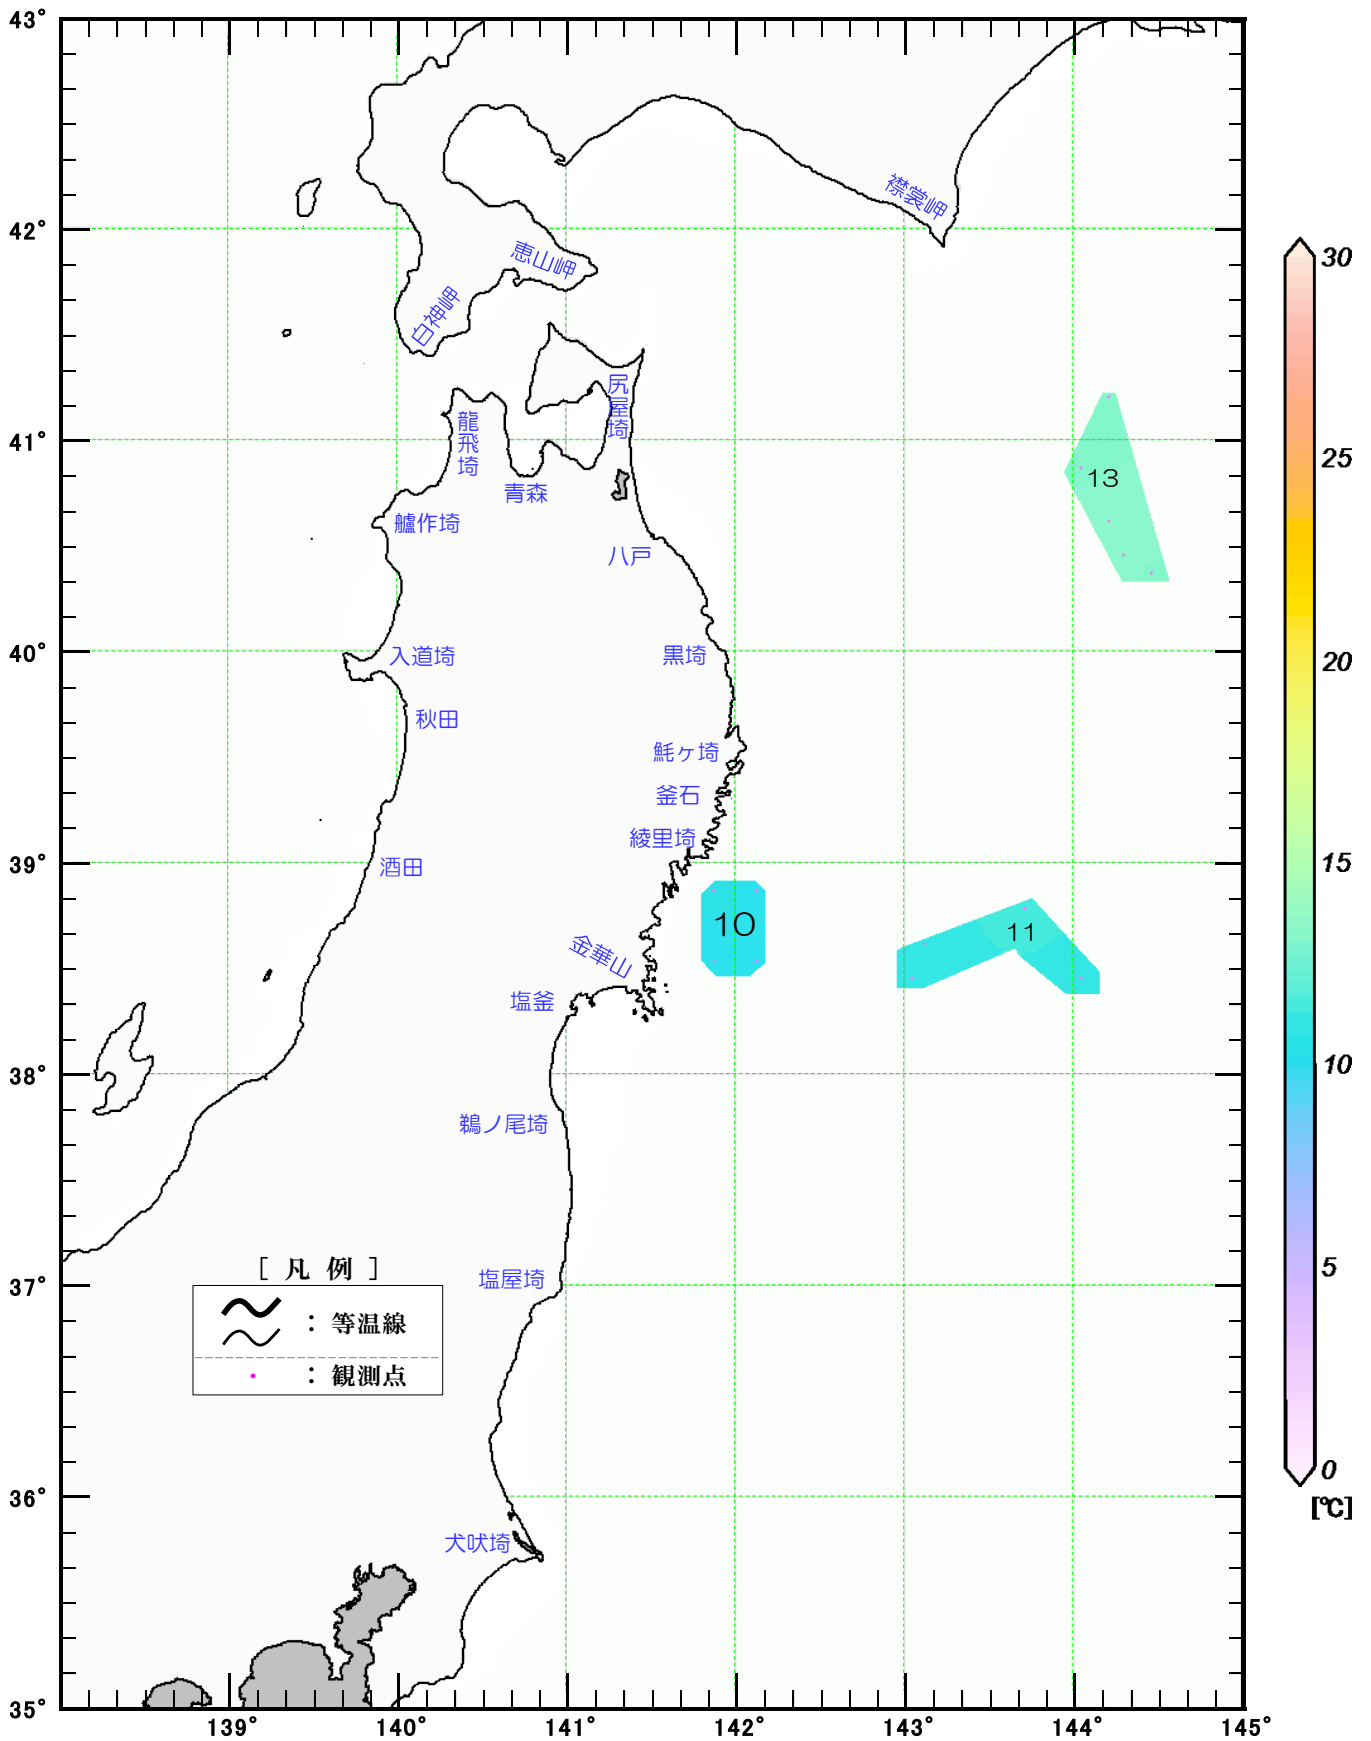 43°
襟裳岬
42°
恵山岬
白神岬
30
尻屋埼
龍飛埼
41°
13
25
青森
艫作埼
八戸
40°
入道埼
黒埼
20
秋田
魹ヶ埼
釜石
綾里埼
39°
酒田
15
10
11
金華山
塩釜
38°
10
鵜ノ尾埼
37°
塩屋埼
5
[ 凡 例 ]
: 等温線
: 観測点
0
[℃]
36°
犬吠埼
35°
139° 140° 141° 142° 143° 144° 145°